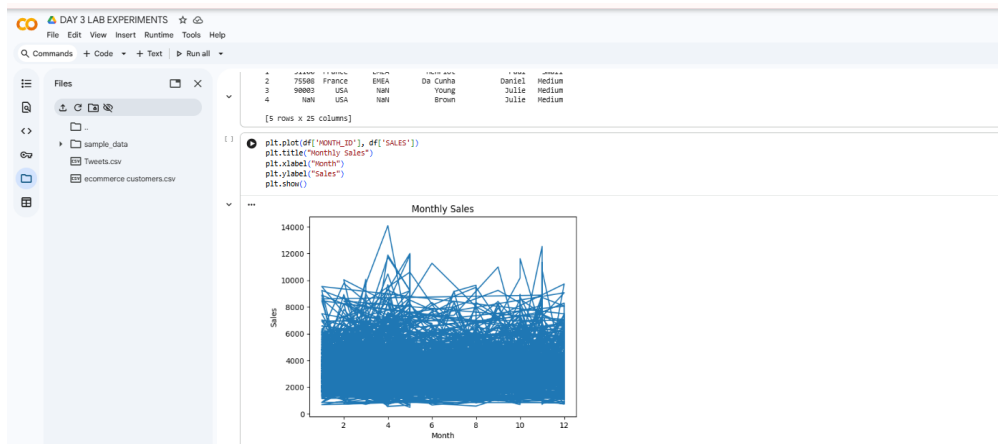 DAY 3 LAB EXPERIMENTS
File Edit View Insert Runtime Tools Help
Commands + Code + Text Run all
Files
..
sample_data
Tweets.csv
ecommerce customers.csv
2 75508 France EMEA Da Cunha Daniel Medium
3 90003 USA NaN Young Julie Medium
4 NaN USA NaN Brown Julie Medium
[5 rows x 25 columns]
[ ]
plt.plot(df['MONTH_ID'], df['SALES'])
plt.title("Monthly Sales")
plt.xlabel("Month")
plt.ylabel("Sales")
plt.show()
...
Monthly Sales
14000
12000
10000
8000
6000
4000
2000
0
Sales
2 4 6 8 10 12
Month